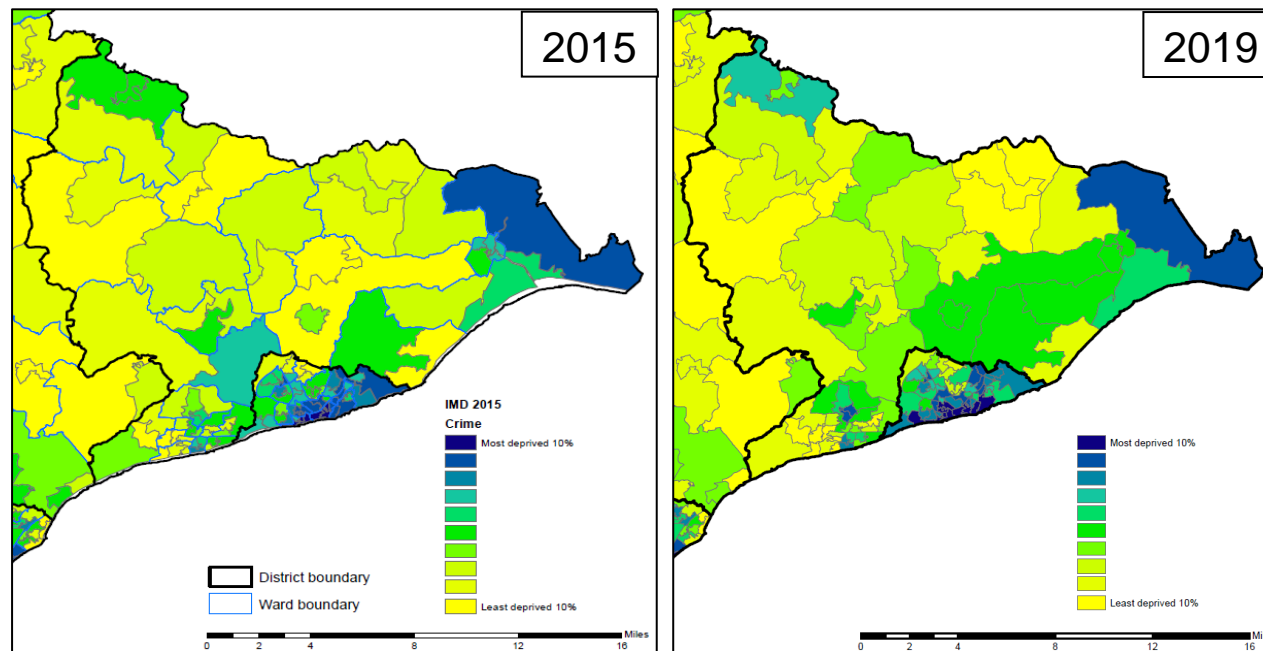 2015
IMD 2015
Crime
Most deprived 10%
Least deprived 10%
District boundary
Ward boundary
Miles
0 2 4 8 12 16
2019
Most deprived 10%
Least deprived 10%
Mi
0 2 4 8 12 16